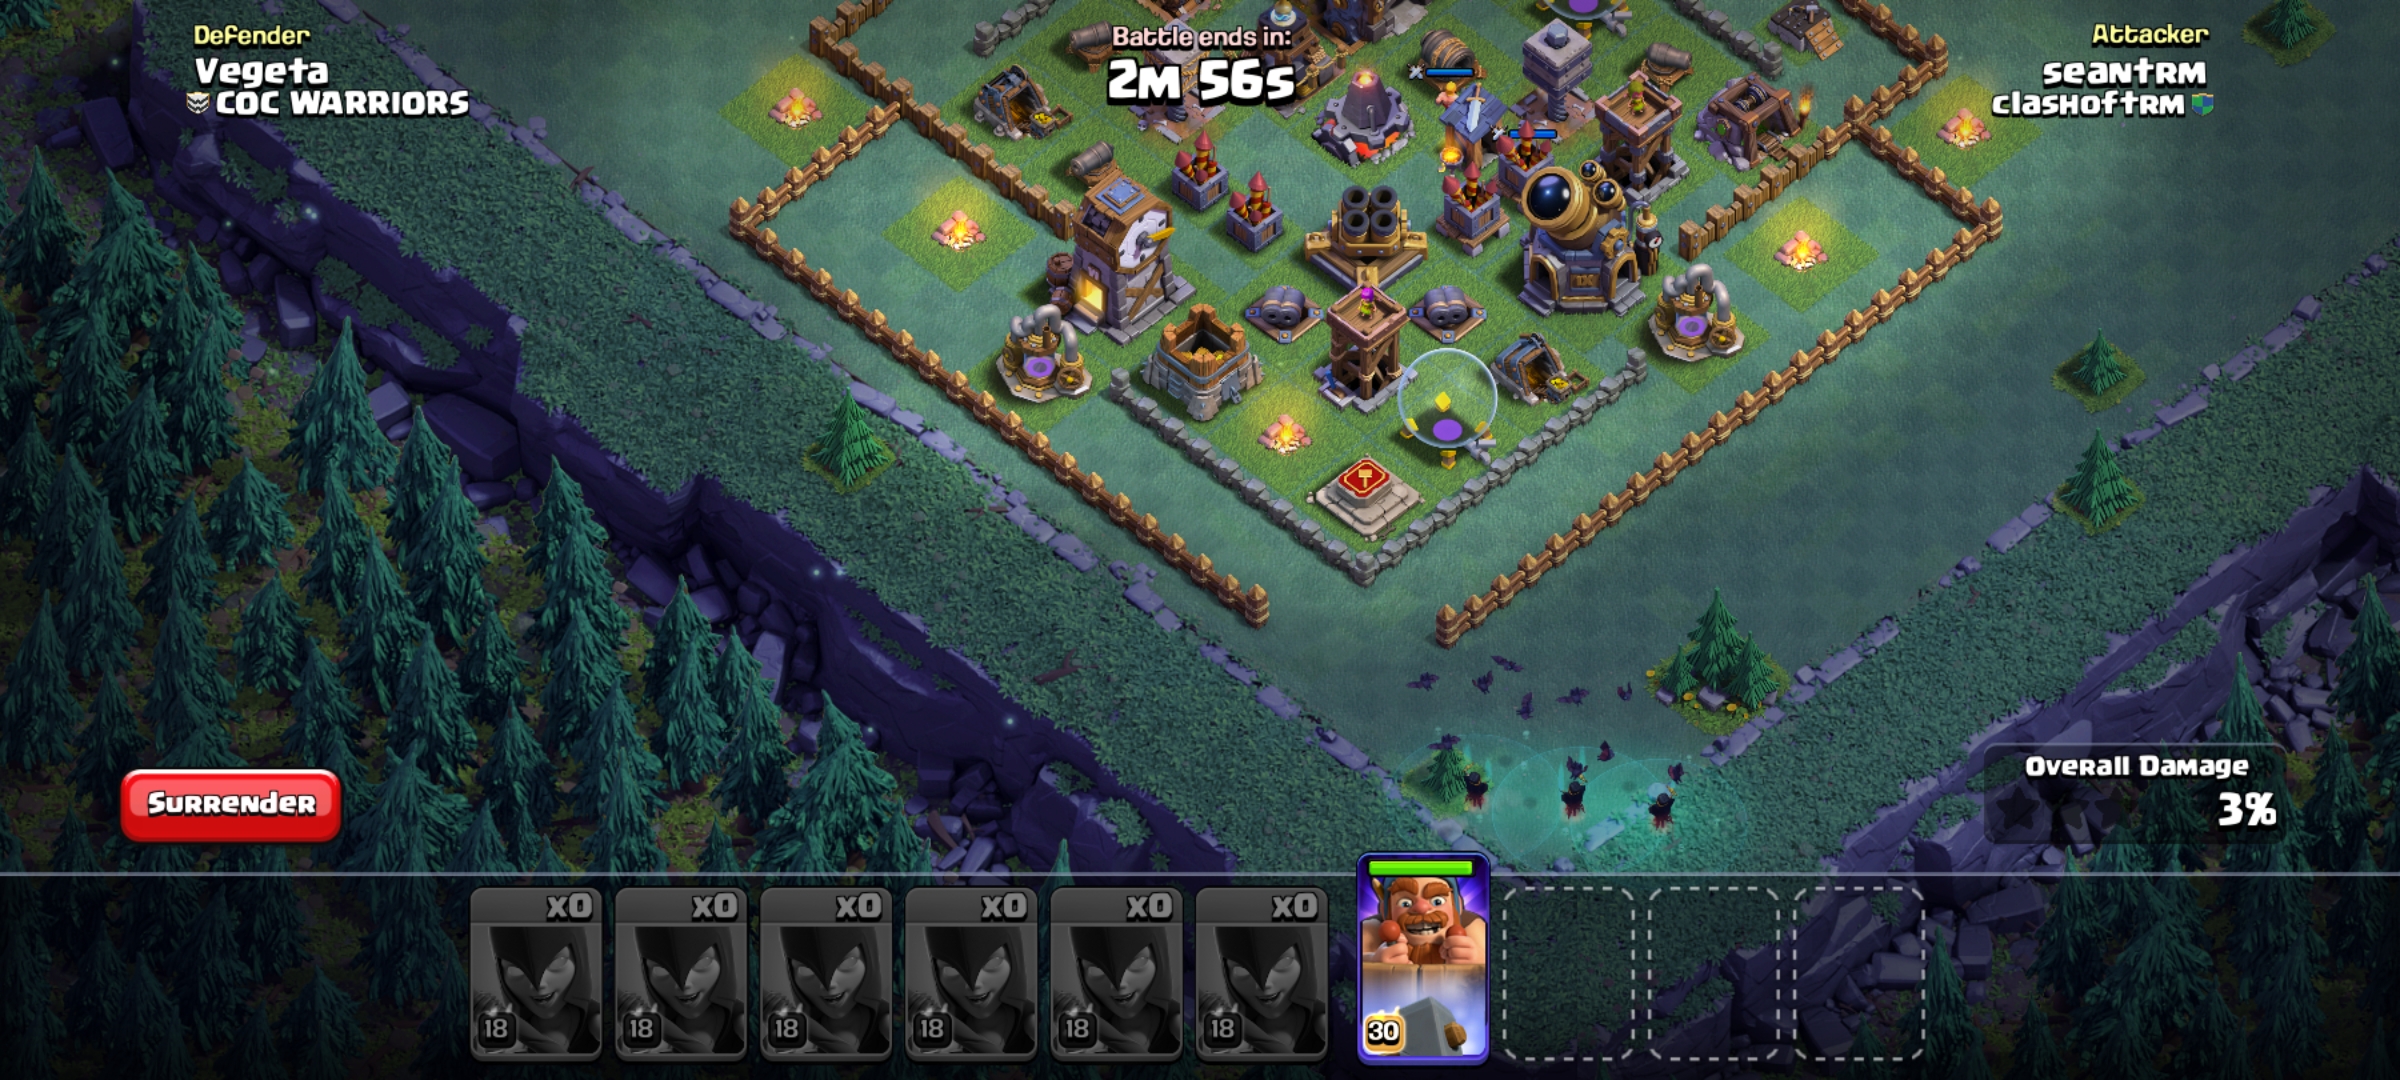 Defender
Vegeta
COC WARRIORS
Battle ends in:
2M 56s
Attacker
seantRM
clashoftRM
Surrender
Overall Damage
3%
x0
x0
x0
x0
x0
x0
18
18
18
18
18
18
30